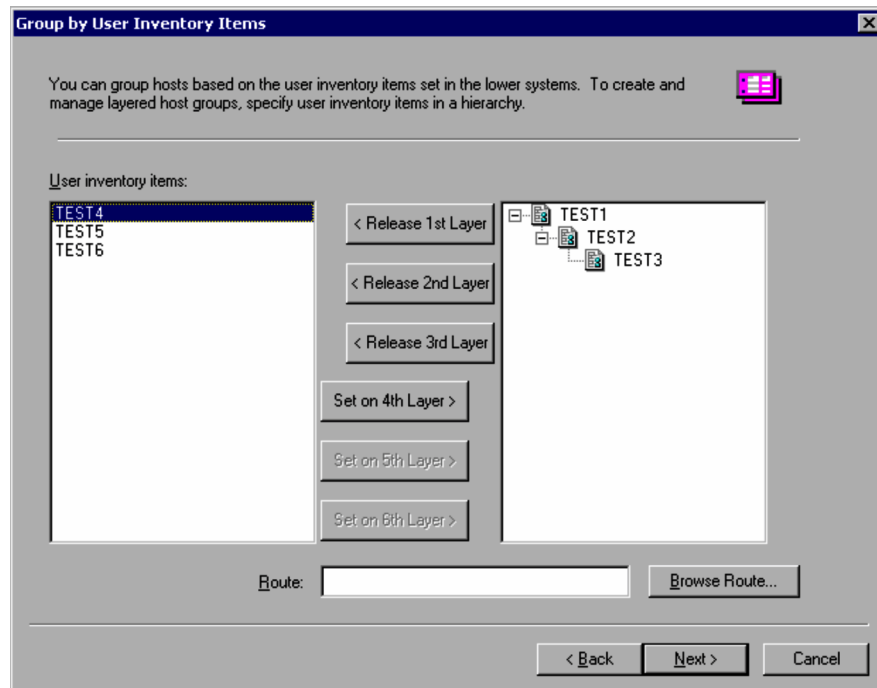 Group by User Inventory Items
You can group hosts based on the user inventory items set in the lower systems. To create and
manage layered host groups, specify user inventory items in a hierarchy.
User inventory items:
TEST4
TEST5
TEST6
< Release 1st Layer
< Release 2nd Layer
< Release 3rd Layer
Set on 4th Layer >
Set on 5th Layer >
Set on 6th Layer >
TEST1
TEST2
TEST3
Route:
Browse Route...
< Back
Next >
Cancel